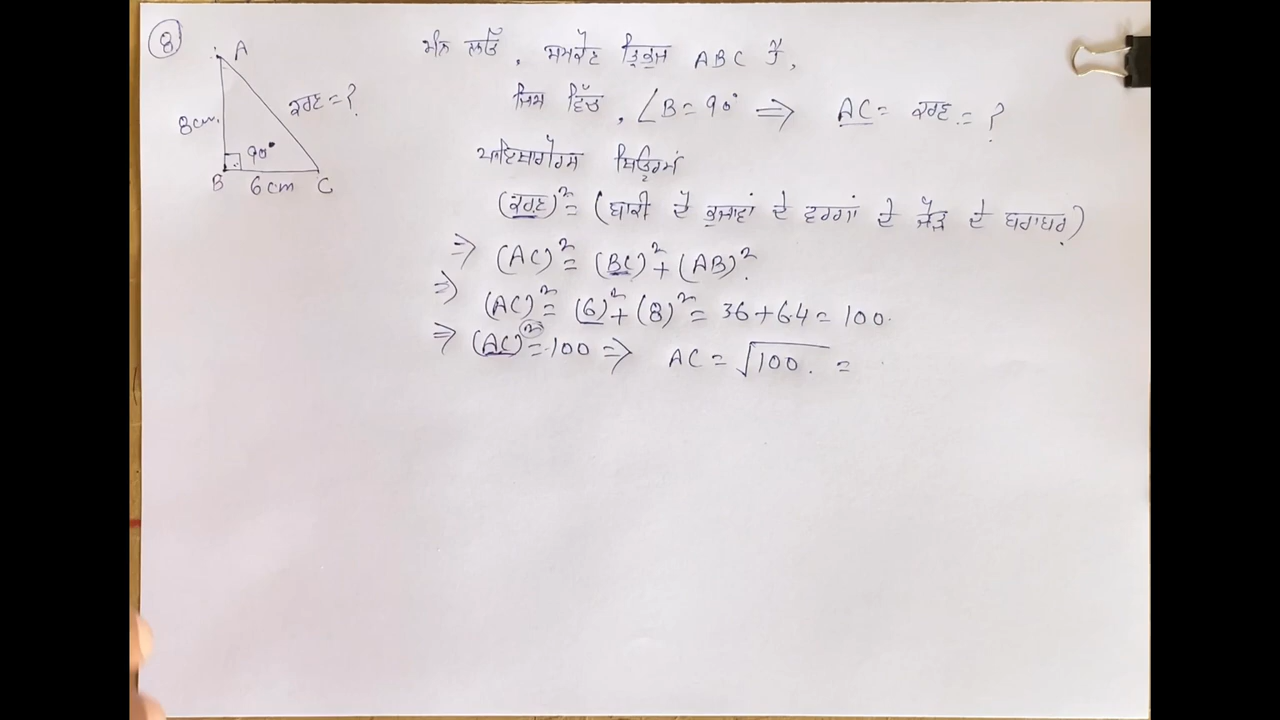 8
A
8cm.
ਕਰਣ = ?
90°
B 6cm C
ਮੰਨ ਲਓ, ਸਮਕੋਣ ਤ੍ਰਿਭੁਜ ABC ਹੈ,
ਜਿਸ ਵਿੱਚ, ∠B = 90° ⇒ AC = ਕਰਣ = ?
ਪਾਇਥਾਗੋਰਸ ਥਿਊਰਮ
(ਕਰਣ)² = (ਬਾਕੀ ਦੋ ਭੁਜਾਵਾਂ ਦੇ ਵਰਗਾਂ ਦੇ ਜੋੜ ਦੇ ਬਰਾਬਰ)
⇒ (AC)² = (BC)² + (AB)².
⇒ (AC)² = (6)² + (8)² = 36 + 64 = 100.
⇒ (AC)² = 100 ⇒ AC = √100. =